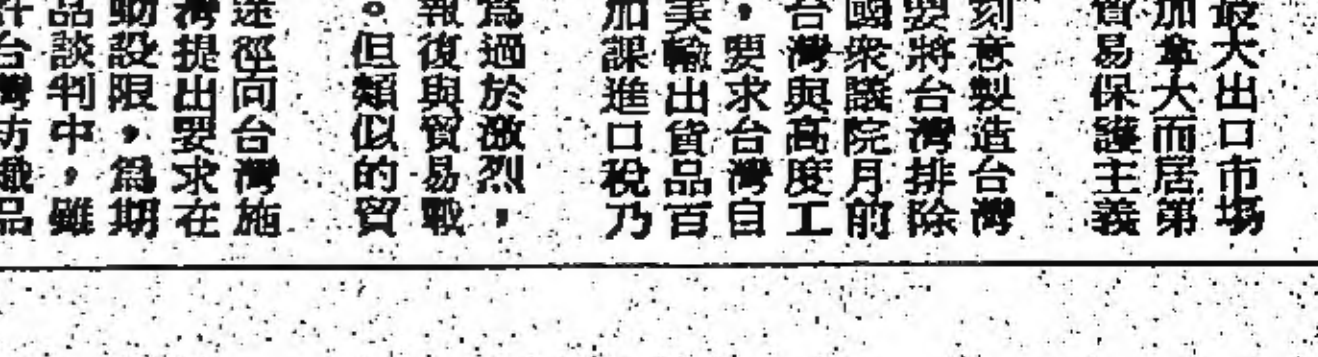 最大出口市場
加拿大而居第
貿易保護主義
刻意製造台灣
要將台灣排除
國衆議院月前
台灣與高度工
，要求台灣自
美輸出貨品百
加課進口稅乃
爲過於激烈，
報復與貿易戰
。但類似的貿
途徑向台灣施
灣提出要求在
動設限，爲期
品談判中，雖
許台灣紡織品